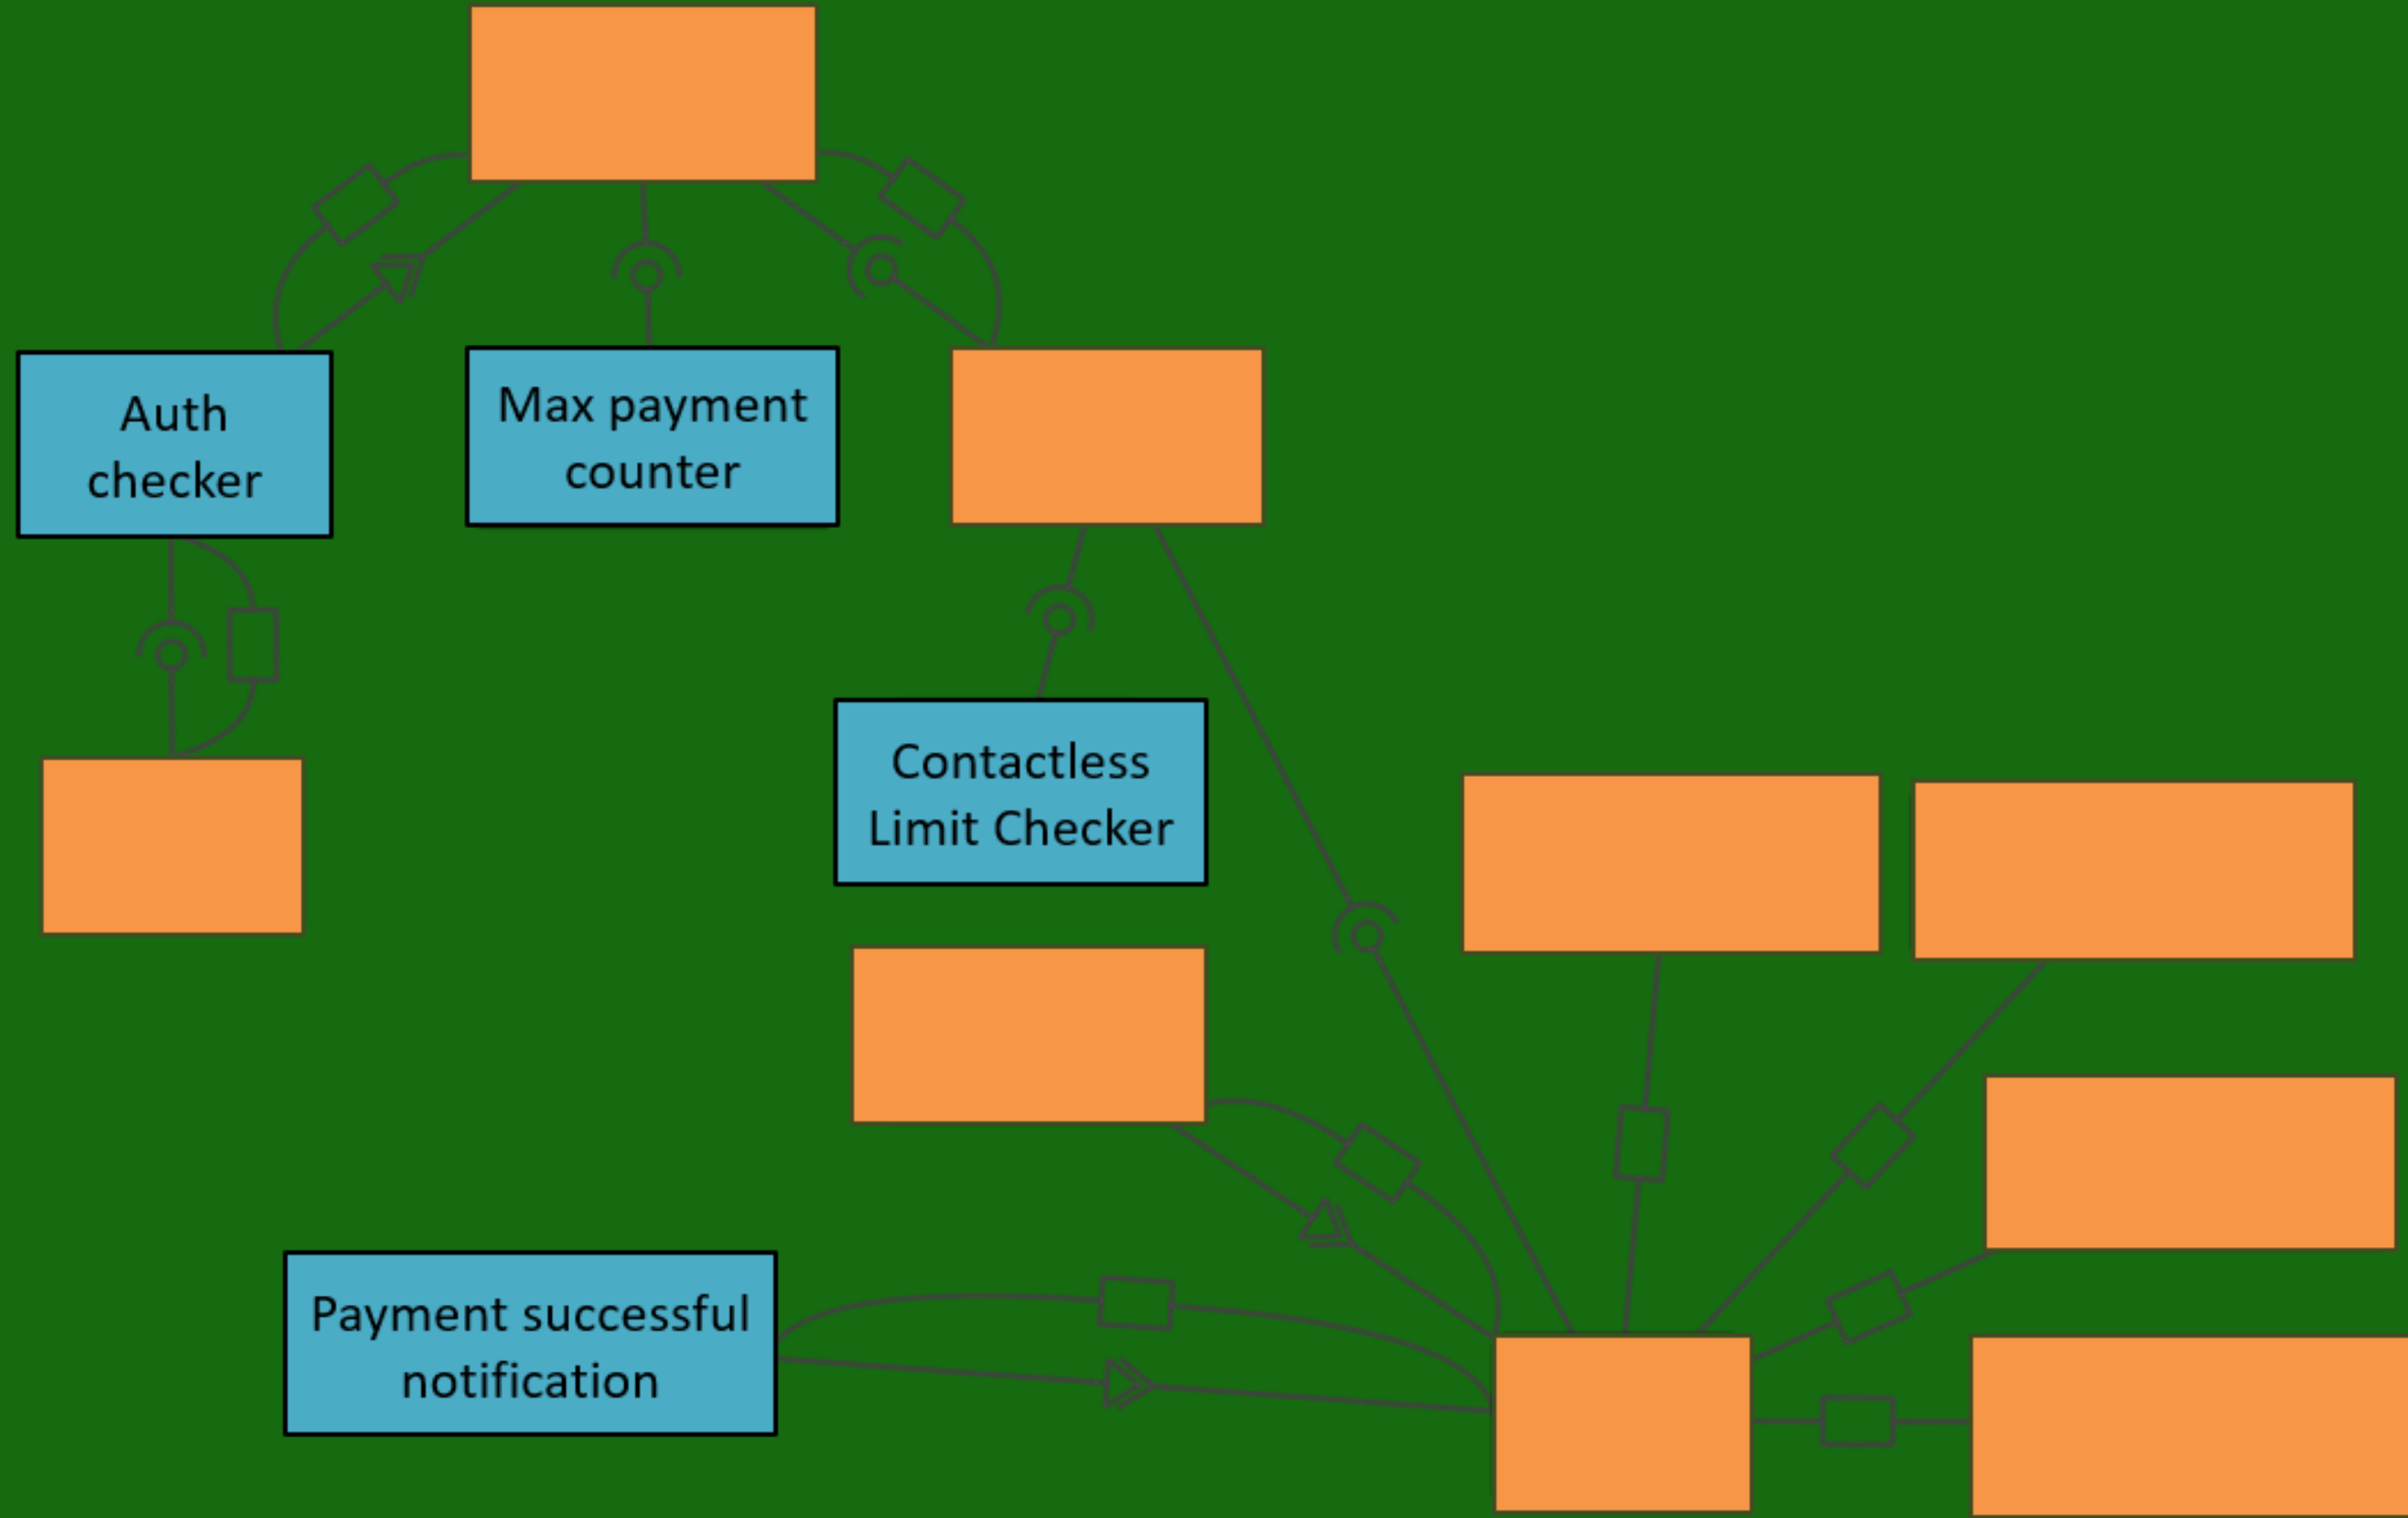 Auth
checker
Max payment
counter
Contactless
Limit Checker
Payment successful
notification